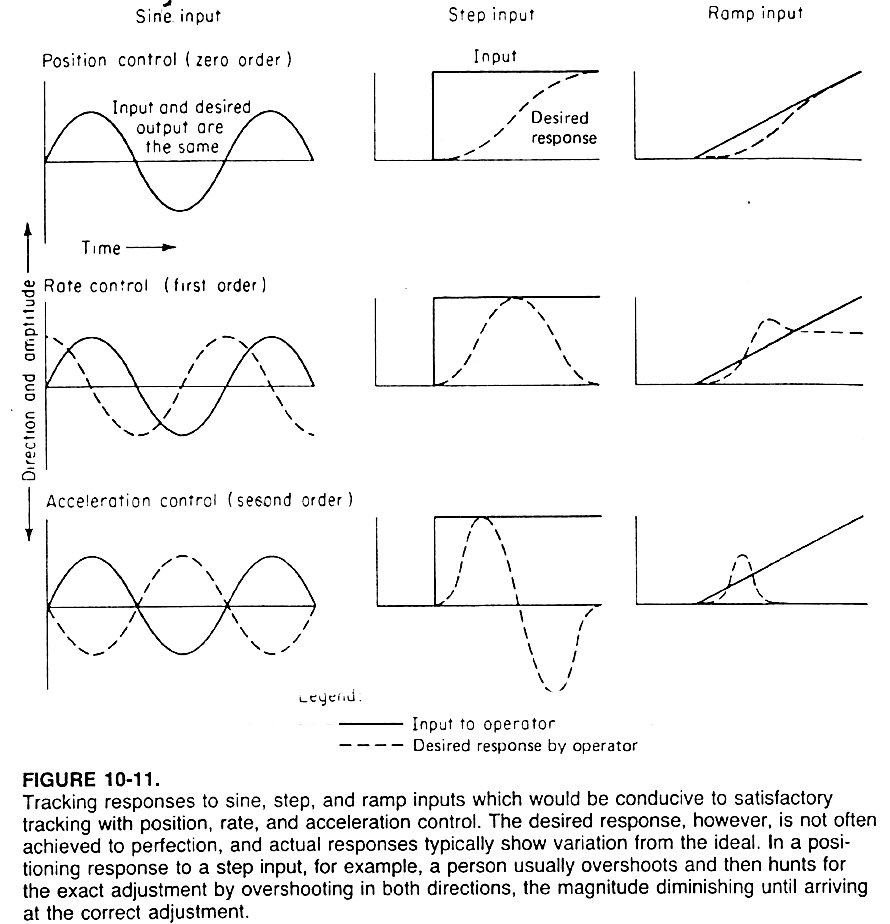 Sine input
Step input
Ramp input
Position control (zero order)
Input and desired
output are
the same
Input
Desired
response
Time
Direction and amplitude
Rate control (first order)
Acceleration control (second order)
Legend:
Input to operator
Desired response by operator
FIGURE 10-11.
Tracking responses to sine, step, and ramp inputs which would be conducive to satisfactory
tracking with position, rate, and acceleration control. The desired response, however, is not often
achieved to perfection, and actual responses typically show variation from the ideal. In a posi-
tioning response to a step input, for example, a person usually overshoots and then hunts for
the exact adjustment by overshooting in both directions, the magnitude diminishing until arriving
at the correct adjustment.